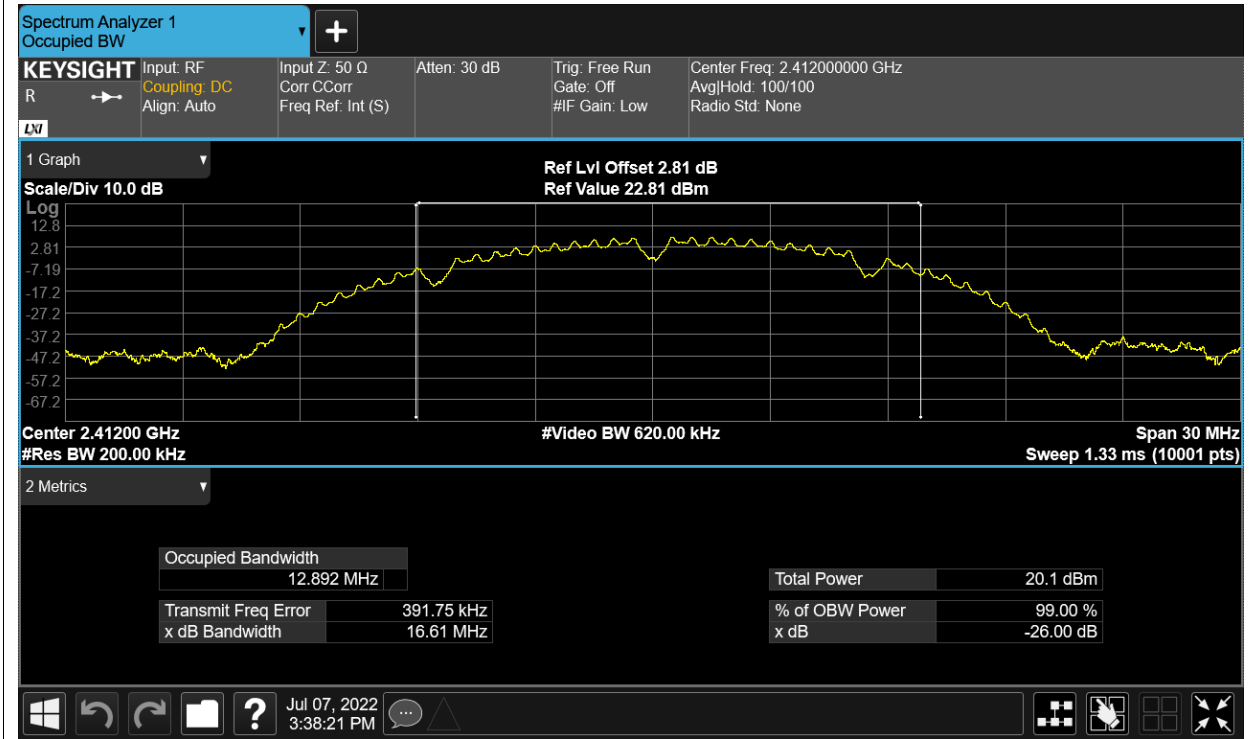 Spectrum Analyzer 1
Occupied BW
KEYSIGHT
R
LXI
Input: RF
Coupling: DC
Align: Auto
Input Z: 50 Ω
Corr CCorr
Freq Ref: Int (S)
Atten: 30 dB
Trig: Free Run
Gate: Off
#IF Gain: Low
Center Freq: 2.412000000 GHz
Avg|Hold: 100/100
Radio Std: None
1 Graph
Scale/Div 10.0 dB
Ref Lvl Offset 2.81 dB
Ref Value 22.81 dBm
Log
12.8
2.81
-7.19
-17.2
-27.2
-37.2
-47.2
-57.2
-67.2
Center 2.41200 GHz
#Video BW 620.00 kHz
Span 30 MHz
#Res BW 200.00 kHz
Sweep 1.33 ms (10001 pts)
2 Metrics
Occupied Bandwidth
12.892 MHz
Total Power 20.1 dBm
Transmit Freq Error 391.75 kHz
% of OBW Power 99.00 %
x dB Bandwidth 16.61 MHz
x dB -26.00 dB
?
Jul 07, 2022
3:38:21 PM